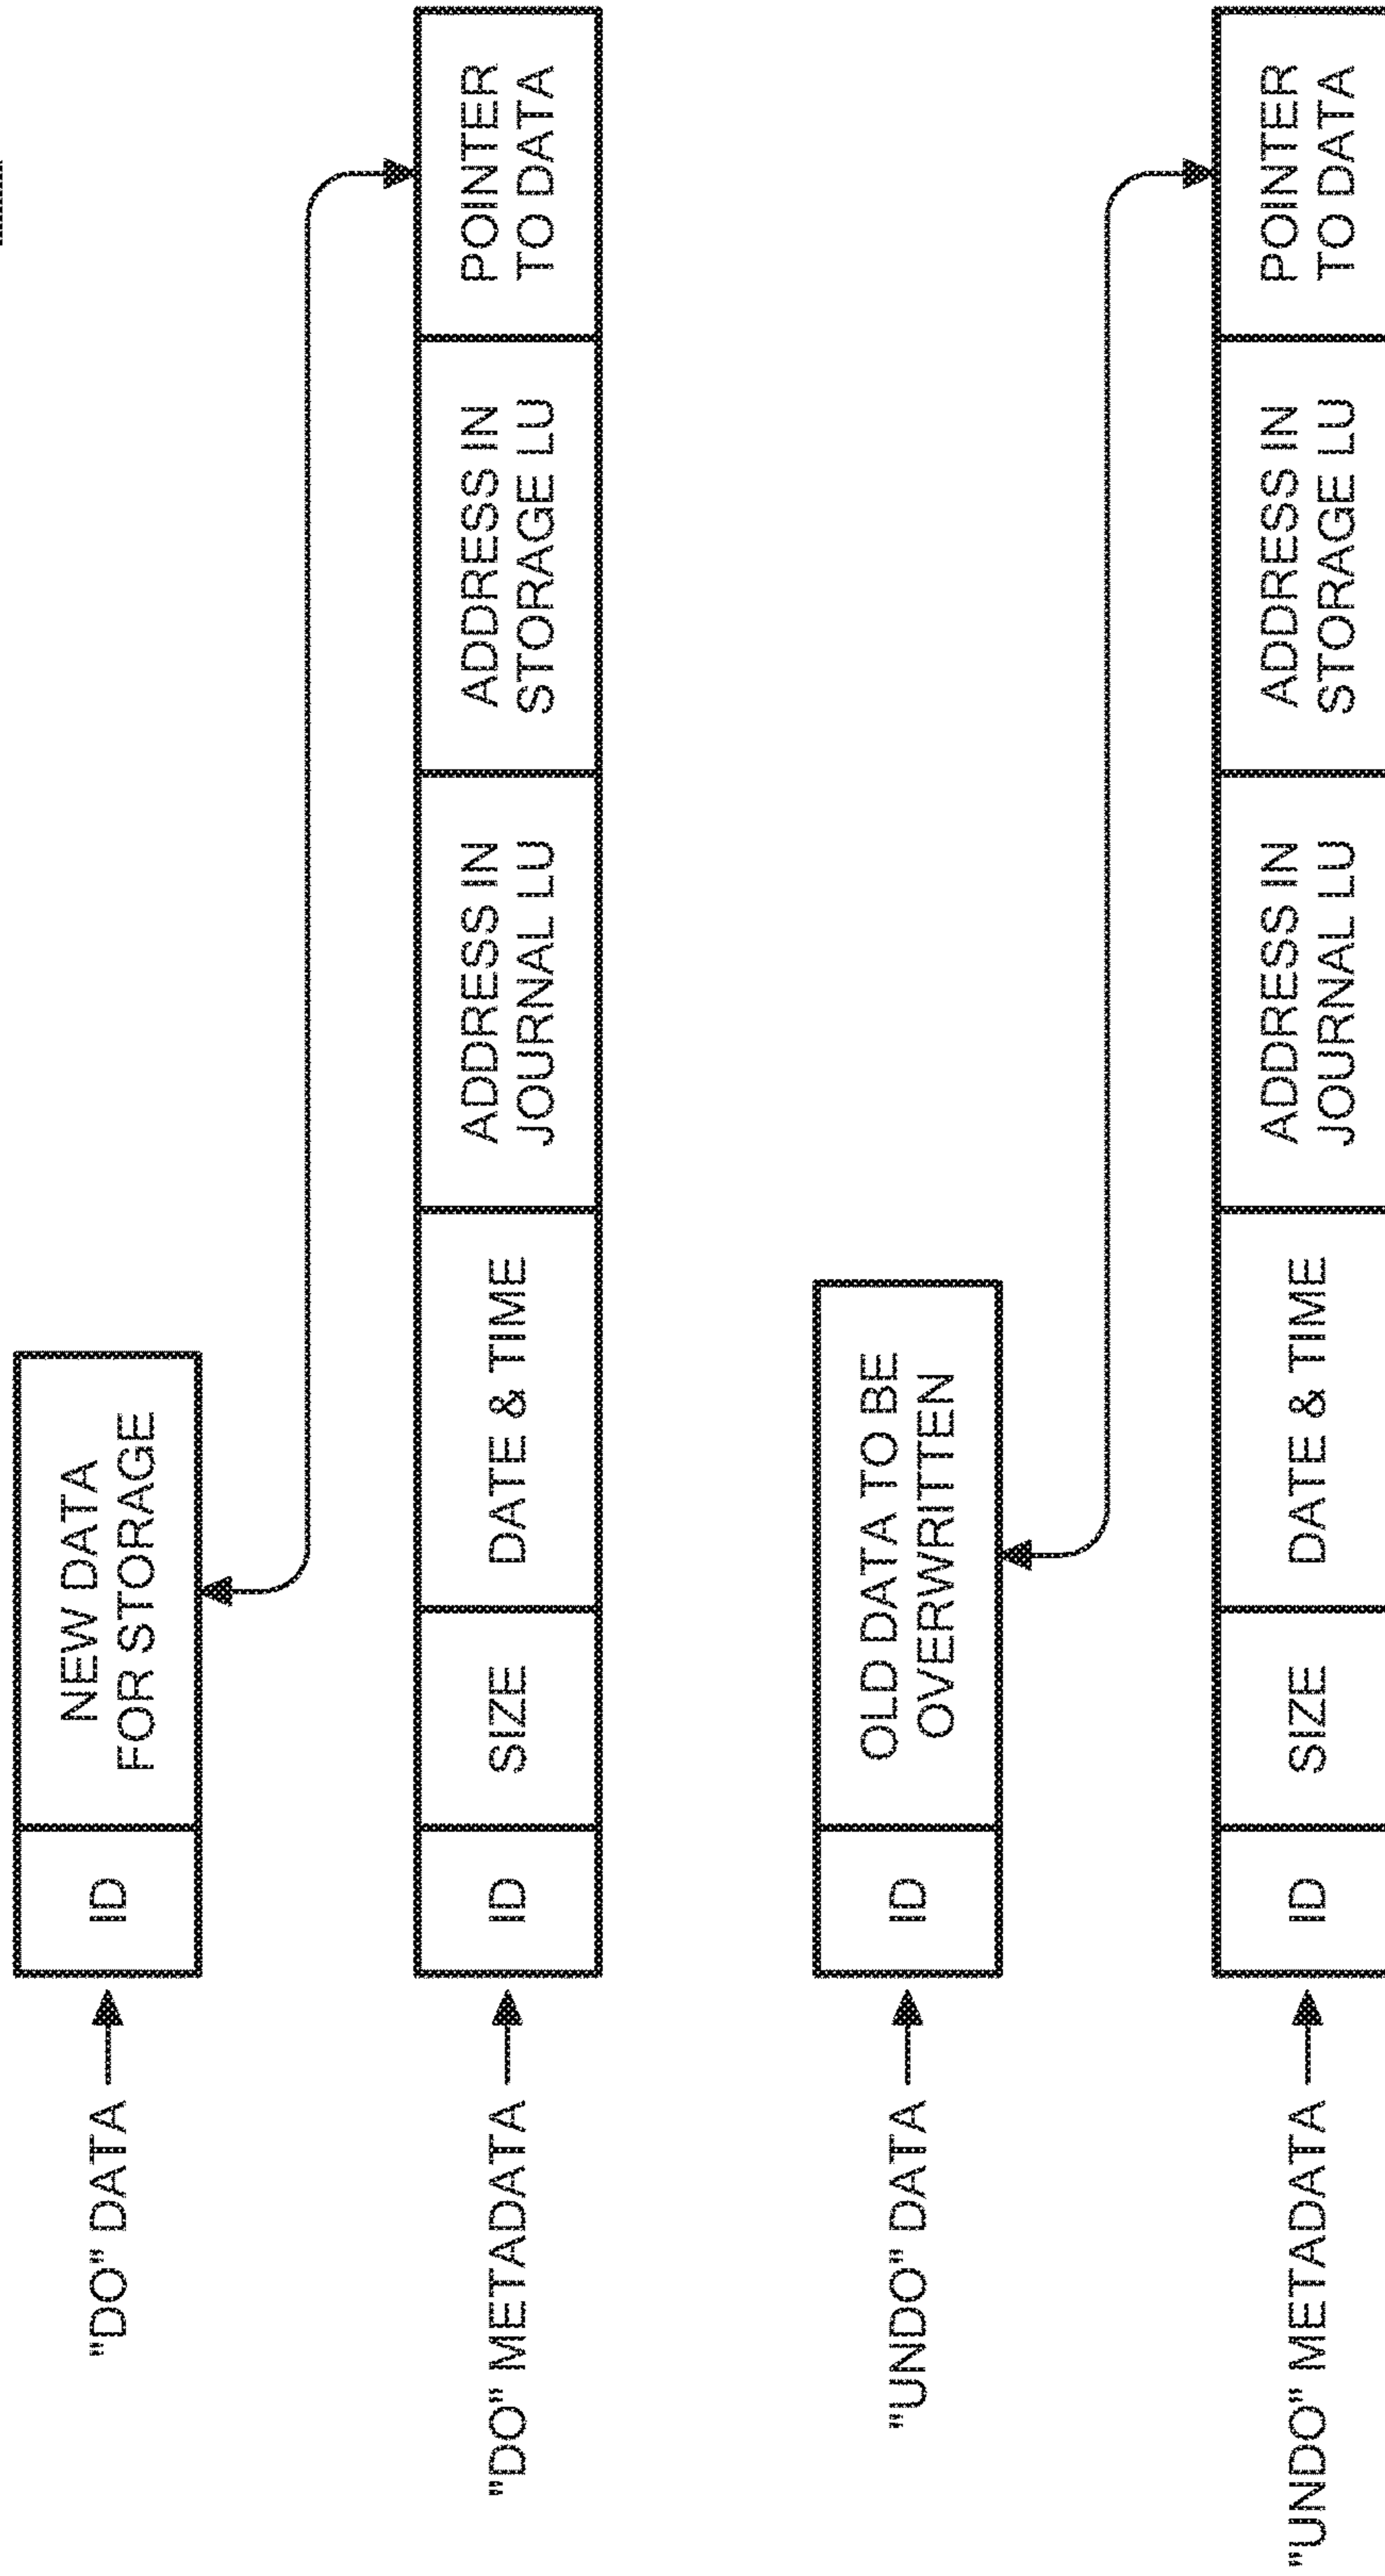 "DO" DATA
ID
NEW DATA
FOR STORAGE
"DO" METADATA
ID
SIZE
DATE & TIME
ADDRESS IN
JOURNAL LU
ADDRESS IN
STORAGE LU
POINTER
TO DATA
"UNDO" DATA
ID
OLD DATA TO BE
OVERWRITTEN
"UNDO" METADATA
ID
SIZE
DATE & TIME
ADDRESS IN
JOURNAL LU
ADDRESS IN
STORAGE LU
POINTER
TO DATA